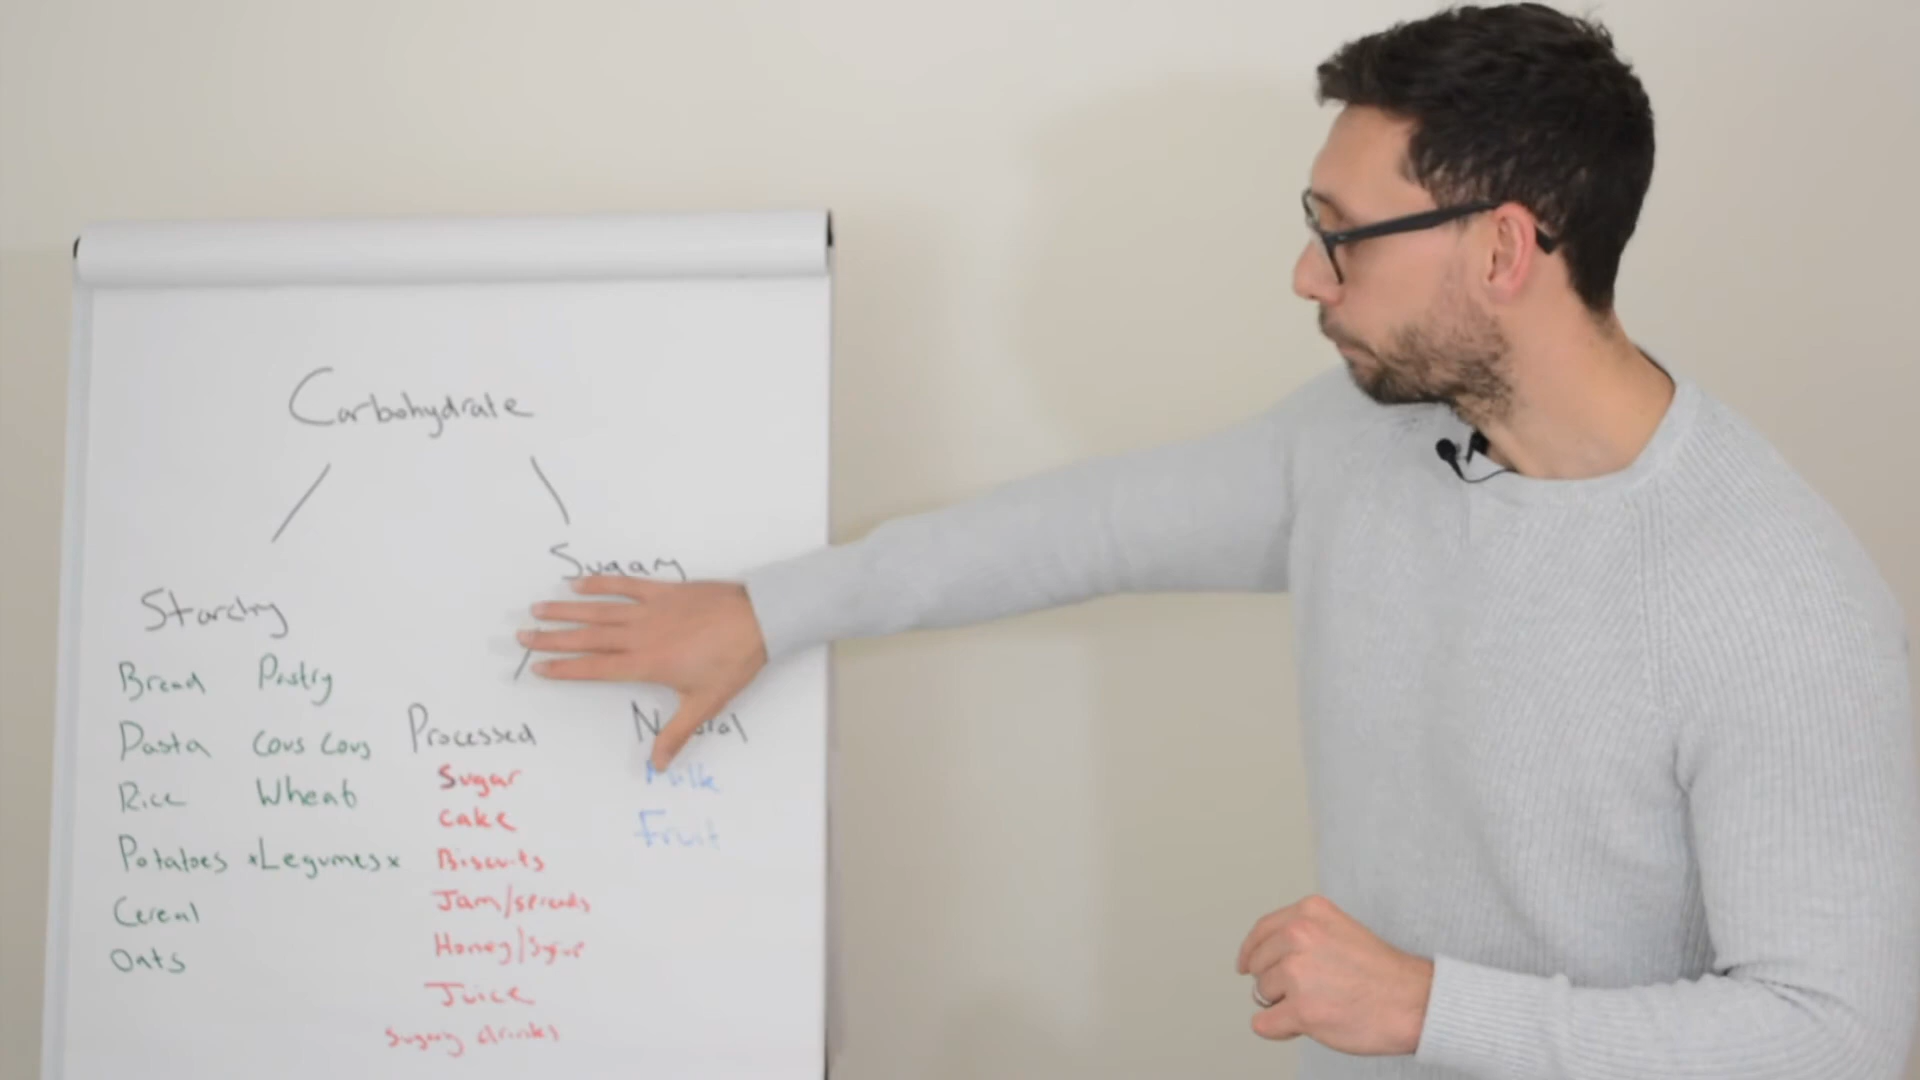 Carbohydrate
Sugary
Starchy
Bread Pastry
Pasta Cous Cous
Rice Wheat
Potatoes *Legumes*
Cereal
Oats
Processed
Sugar
cake
Biscuits
Jam/spreads
Honey/Syrup
Juice
Sugary drinks
Natural
Milk
Fruit